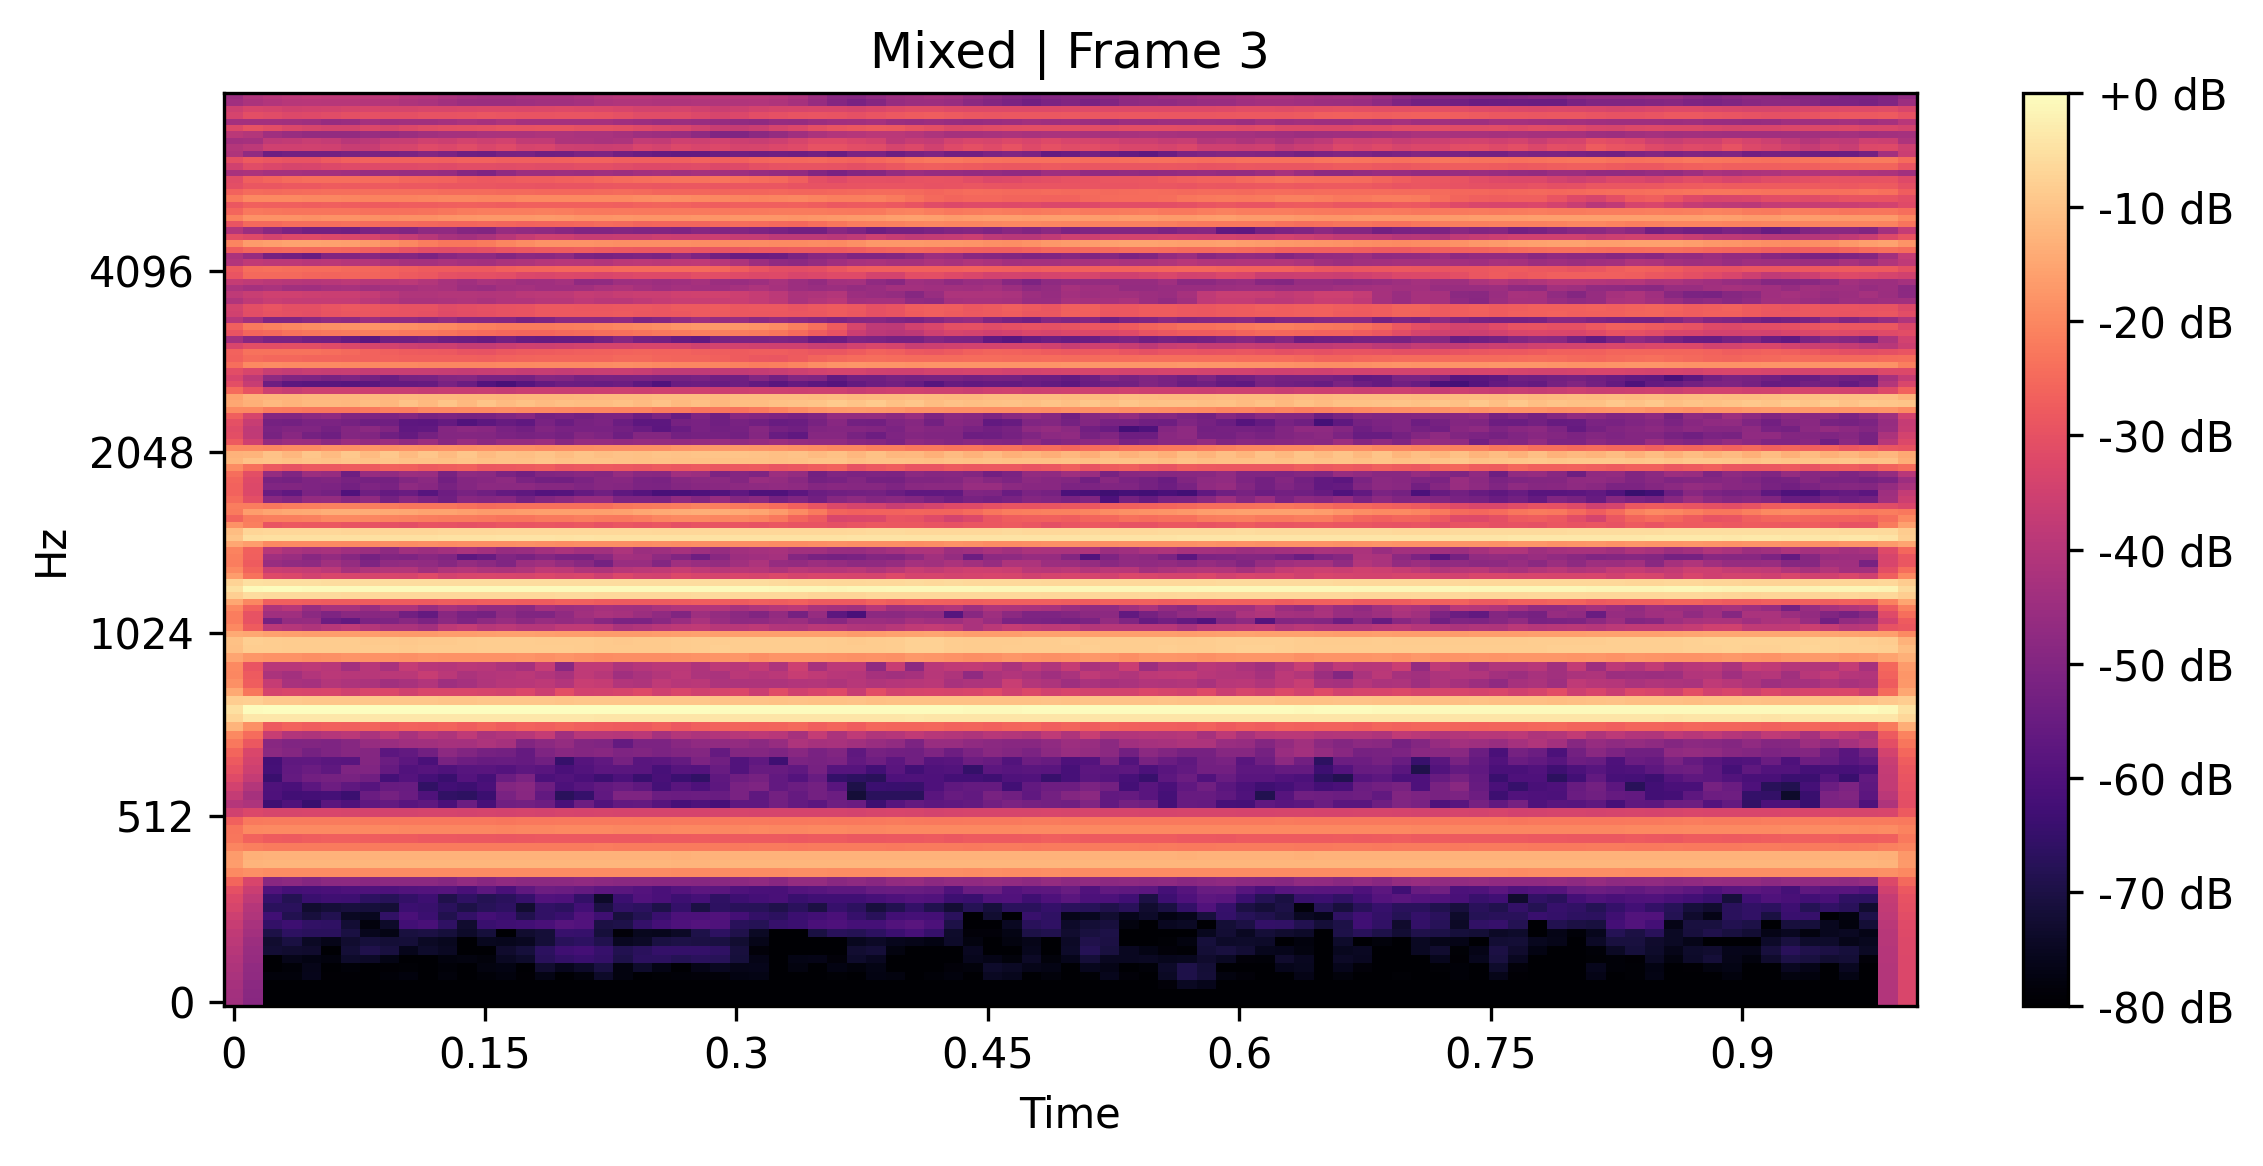 Mixed | Frame 3
Hz
4096
2048
1024
512
0
0 0.15 0.3 0.45 0.6 0.75 0.9
Time
+0 dB
-10 dB
-20 dB
-30 dB
-40 dB
-50 dB
-60 dB
-70 dB
-80 dB